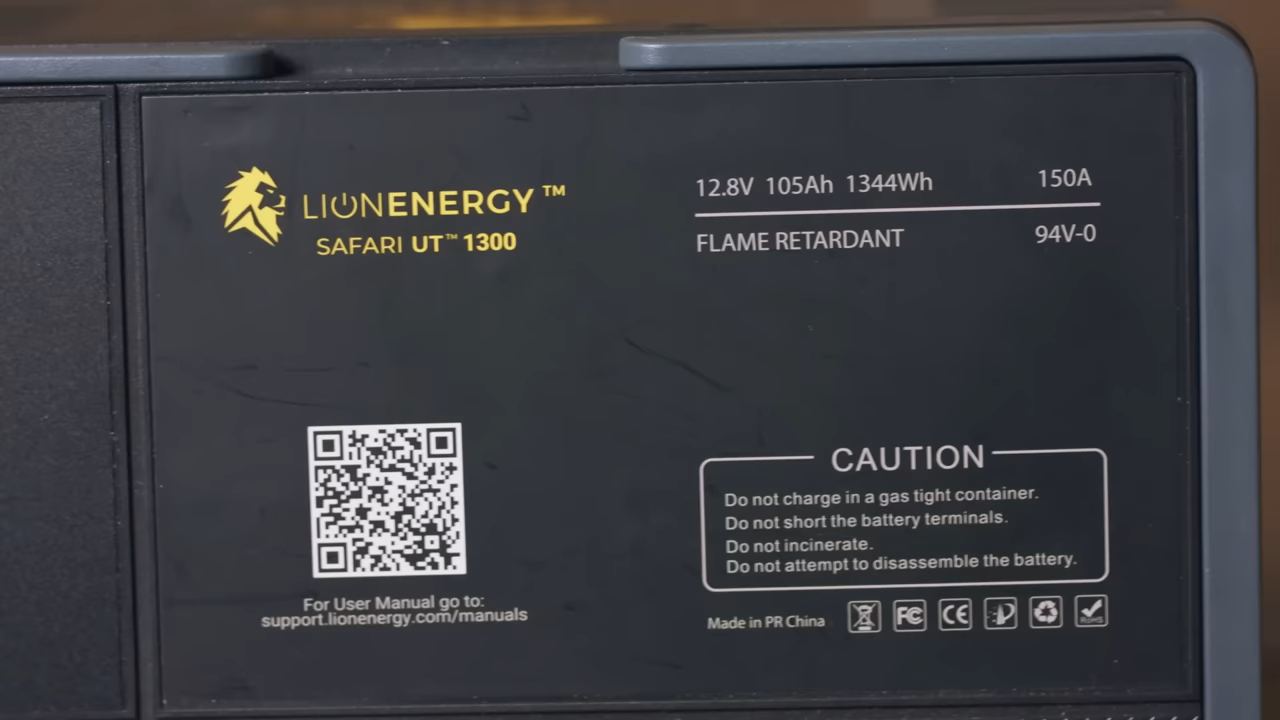 LIONENERGY™
SAFARI UT™ 1300
12.8V 105Ah 1344Wh 150A
FLAME RETARDANT 94V-0
CAUTION
Do not charge in a gas tight container.
Do not short the battery terminals.
Do not incinerate.
Do not attempt to disassemble the battery.
For User Manual go to:
support.lionenergy.com/manuals
Made in PR China FC CE RoHS